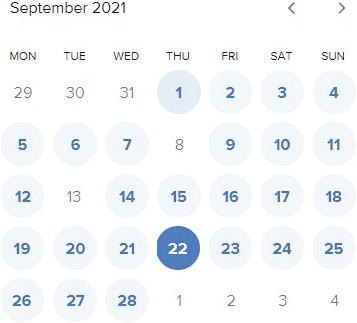 September 2021
MON TUE WED THU FRI SAT SUN
29 30 31 1 2 3 4
5 6 7 8 9 10 11
12 13 14 15 16 17 18
19 20 21 22 23 24 25
26 27 28 1 2 3 4